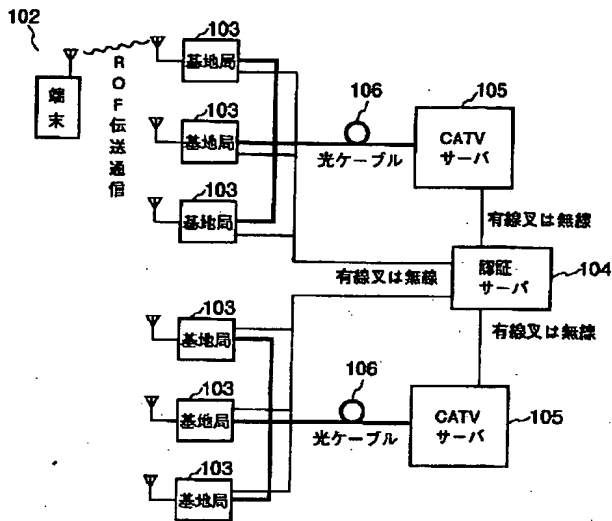 102
103
基地局
端末
ROF伝送通信
103
基地局
106
光ケーブル
105
CATV
サーバ
103
基地局
有線又は無線
有線又は無線
認証
サーバ
104
有線又は無線
103
基地局
103
基地局
106
光ケーブル
CATV
サーバ
105
103
基地局